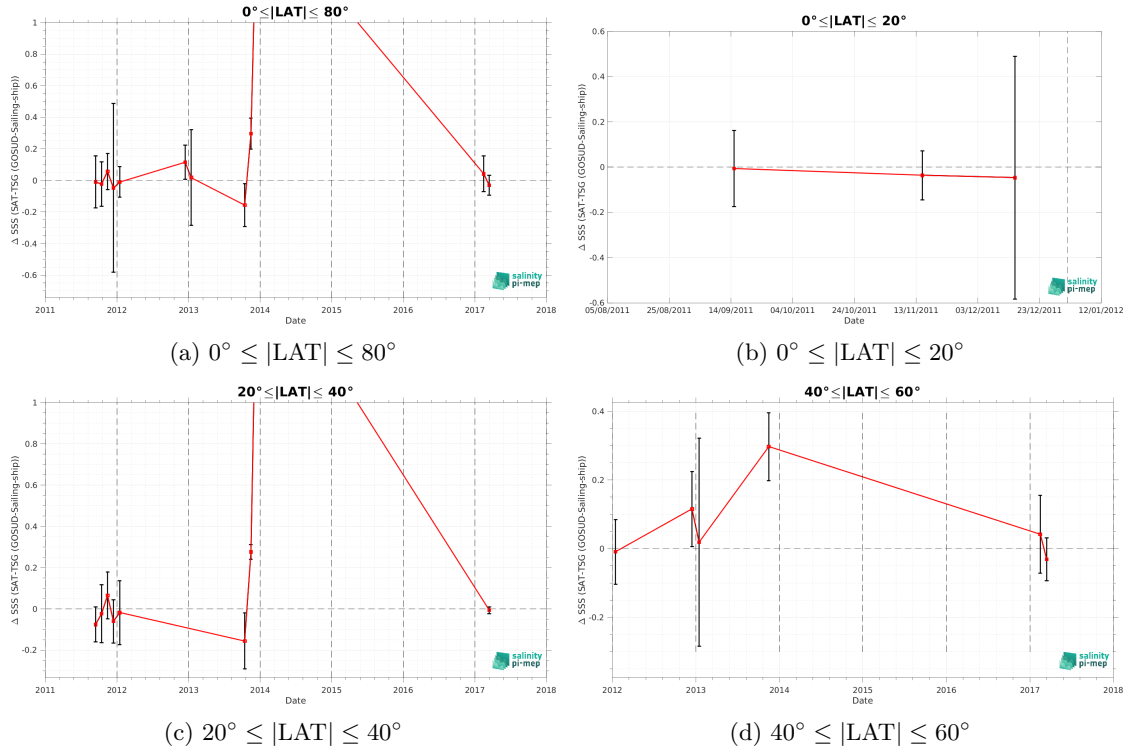 0°≤|LAT|≤ 80°
Δ SSS (SAT-TSG (GOSUD-Sailing-ship))
1
0.8
0.6
0.4
0.2
0
-0.2
-0.4
-0.6
salinity
pi-mep
2011 2012 2013 2014 2015 2016 2017 2018
Date
(a) 0° ≤ |LAT| ≤ 80°
0°≤|LAT|≤ 20°
Δ SSS (SAT-TSG (GOSUD-Sailing-ship))
0.6
0.4
0.2
0
-0.2
-0.4
-0.6
salinity
pi-mep
05/08/2011 25/08/2011 14/09/2011 04/10/2011 24/10/2011 13/11/2011 03/12/2011 23/12/2011 12/01/2012
Date
(b) 0° ≤ |LAT| ≤ 20°
20°≤|LAT|≤ 40°
Δ SSS (SAT-TSG (GOSUD-Sailing-ship))
1
0.8
0.6
0.4
0.2
0
-0.2
salinity
pi-mep
2011 2012 2013 2014 2015 2016 2017 2018
Date
(c) 20° ≤ |LAT| ≤ 40°
40°≤|LAT|≤ 60°
Δ SSS (SAT-TSG (GOSUD-Sailing-ship))
0.4
0.2
0
-0.2
salinity
pi-mep
2012 2013 2014 2015 2016 2017 2018
Date
(d) 40° ≤ |LAT| ≤ 60°